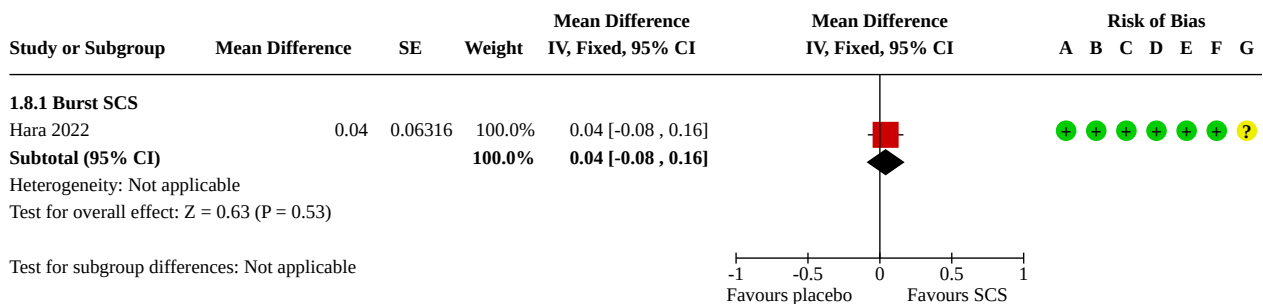 Mean Difference Mean Difference Risk of Bias
Study or Subgroup Mean Difference SE Weight IV, Fixed, 95% CI IV, Fixed, 95% CI A B C D E F G
1.8.1 Burst SCS
Hara 2022 0.04 0.06316 100.0% 0.04 [-0.08 , 0.16] + + + + + + ?
Subtotal (95% CI) 100.0% 0.04 [-0.08 , 0.16]
Heterogeneity: Not applicable
Test for overall effect: Z = 0.63 (P = 0.53)
Test for subgroup differences: Not applicable
-1 -0.5 0 0.5 1
Favours placebo Favours SCS